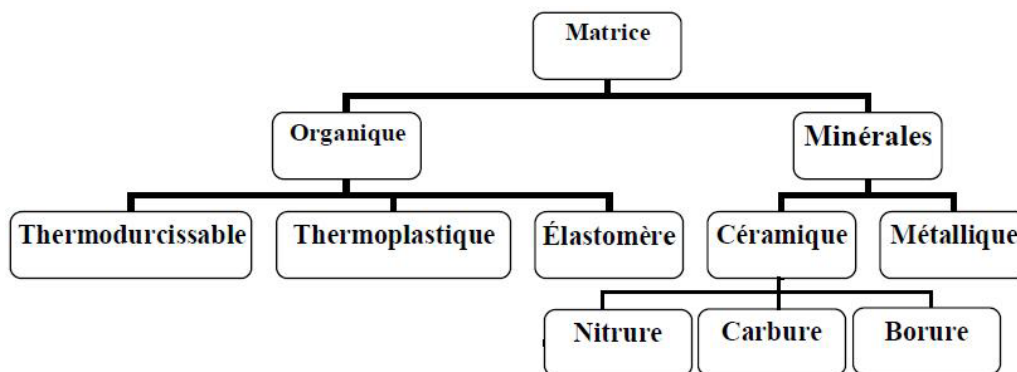 Matrice
Organique
Minérales
Thermodurcissable
Thermoplastique
Élastomère
Céramique
Métallique
Nitrure
Carbure
Borure